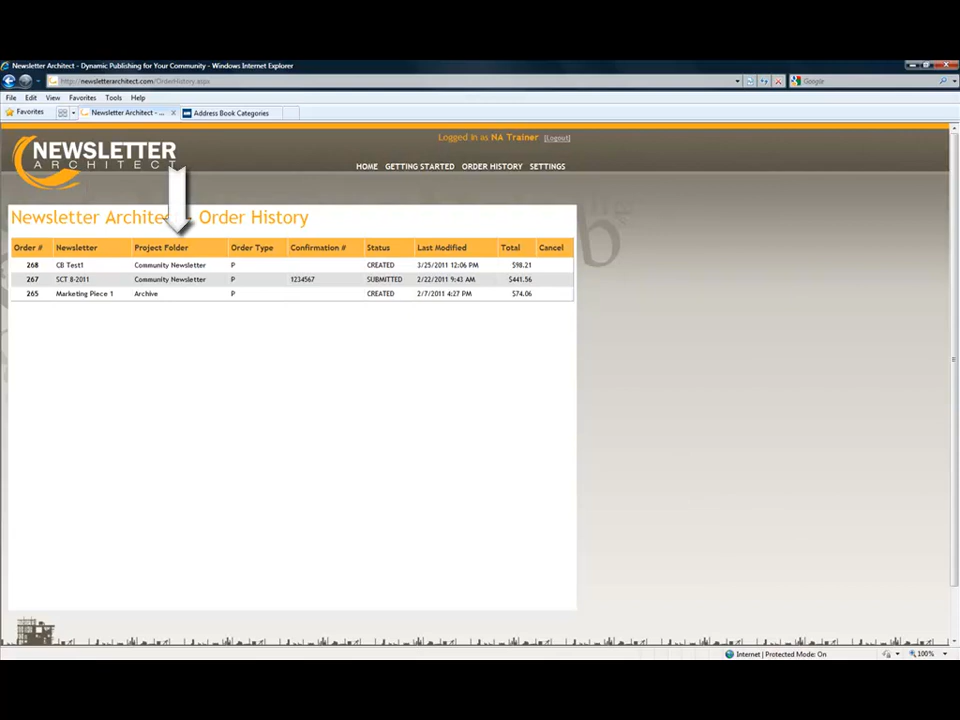 Newsletter Architect - Dynamic Publishing for Your Community - Windows Internet Explorer
http://newsletterarchitect.com/OrderHistory.aspx
Google
File Edit View Favorites Tools Help
Favorites
Newsletter Architect - ...
Address Book Categories
Logged in as NA Trainer [Logout]
NEWSLETTER
ARCHITECT
HOME GETTING STARTED ORDER HISTORY SETTINGS
Newsletter Architect - Order History
Order # Newsletter Project Folder Order Type Confirmation # Status Last Modified Total Cancel
268 CB Test1 Community Newsletter P CREATED 3/25/2011 12:06 PM $98.21
267 SCT 8-2011 Community Newsletter P 1234567 SUBMITTED 2/22/2011 9:43 AM $441.56
265 Marketing Piece 1 Archive P CREATED 2/7/2011 4:27 PM $74.06
Internet | Protected Mode: On
100%